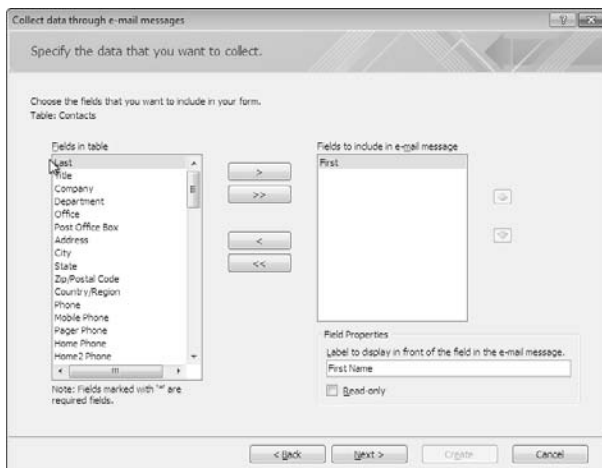 Collect data through e-mail messages
Specify the data that you want to collect.
Choose the fields that you want to include in your form.
Table: Contacts
Fields in table
Last
Title
Company
Department
Office
Post Office Box
Address
City
State
Zip/Postal Code
Country/Region
Phone
Mobile Phone
Pager Phone
Home Phone
Home2 Phone
Note: Fields marked with "*" are
required fields.
>
>>
<
<<
Fields to include in e-mail message
First
Field Properties
Label to display in front of the field in the e-mail message.
First Name
Read-only
< Back
Next >
Create
Cancel